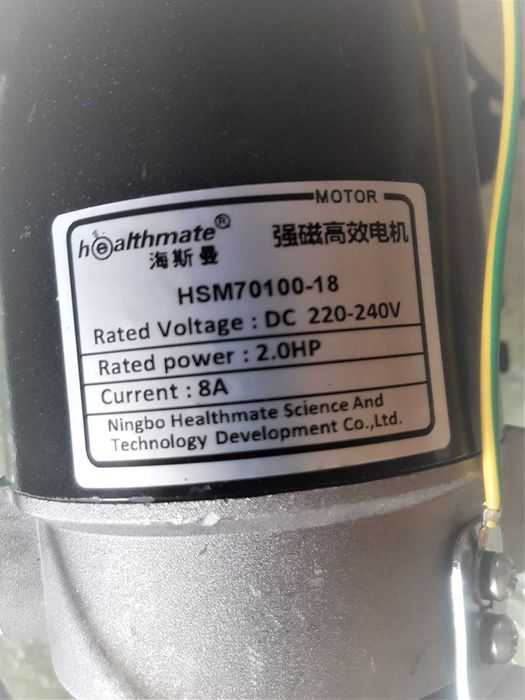 MOTOR
healthmate® 强磁高效电机
海斯曼
HSM70100-18
Rated Voltage : DC 220-240V
Rated power : 2.0HP
Current : 8A
Ningbo Healthmate Science And
Technology Development Co.,Ltd.